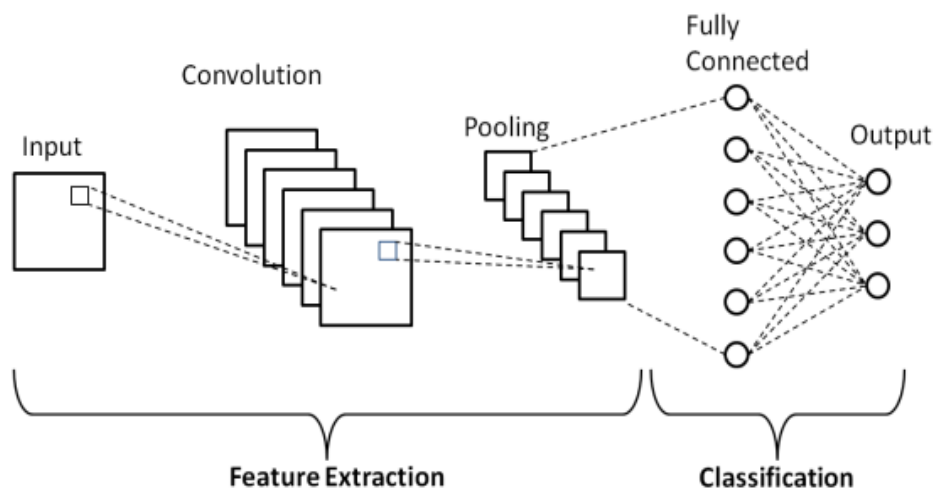 Input
Convolution
Pooling
Fully
Connected
Output
Feature Extraction
Classification